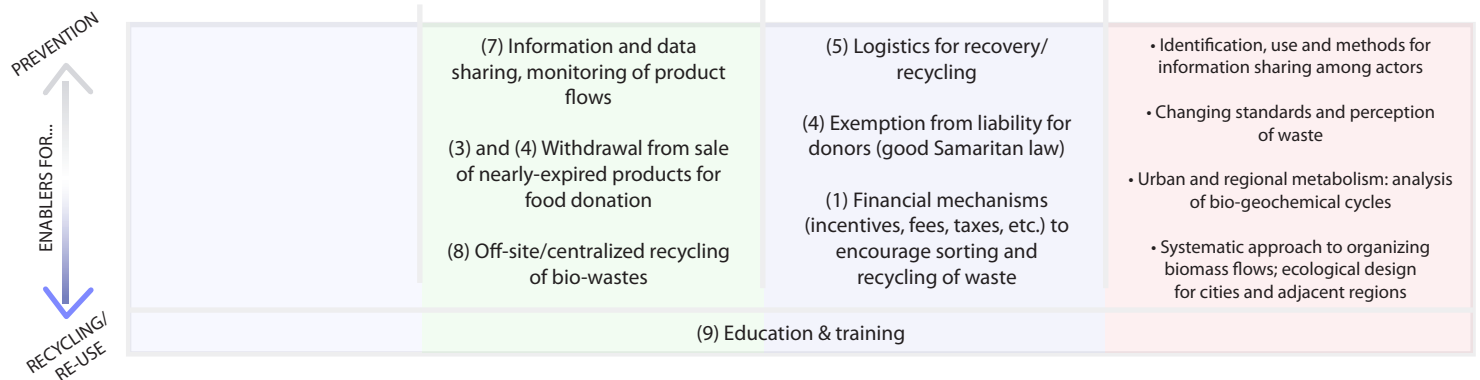 PREVENTION
ENABLERS FOR...
RECYCLING/
RE-USE
(7) Information and data
sharing, monitoring of product
flows
(3) and (4) Withdrawal from sale
of nearly-expired products for
food donation
(8) Off-site/centralized recycling
of bio-wastes
(5) Logistics for recovery/
recycling
(4) Exemption from liability for
donors (good Samaritan law)
(1) Financial mechanisms
(incentives, fees, taxes, etc.) to
encourage sorting and
recycling of waste
• Identification, use and methods for
information sharing among actors
• Changing standards and perception
of waste
• Urban and regional metabolism: analysis
of bio-geochemical cycles
• Systematic approach to organizing
biomass flows; ecological design
for cities and adjacent regions
(9) Education & training